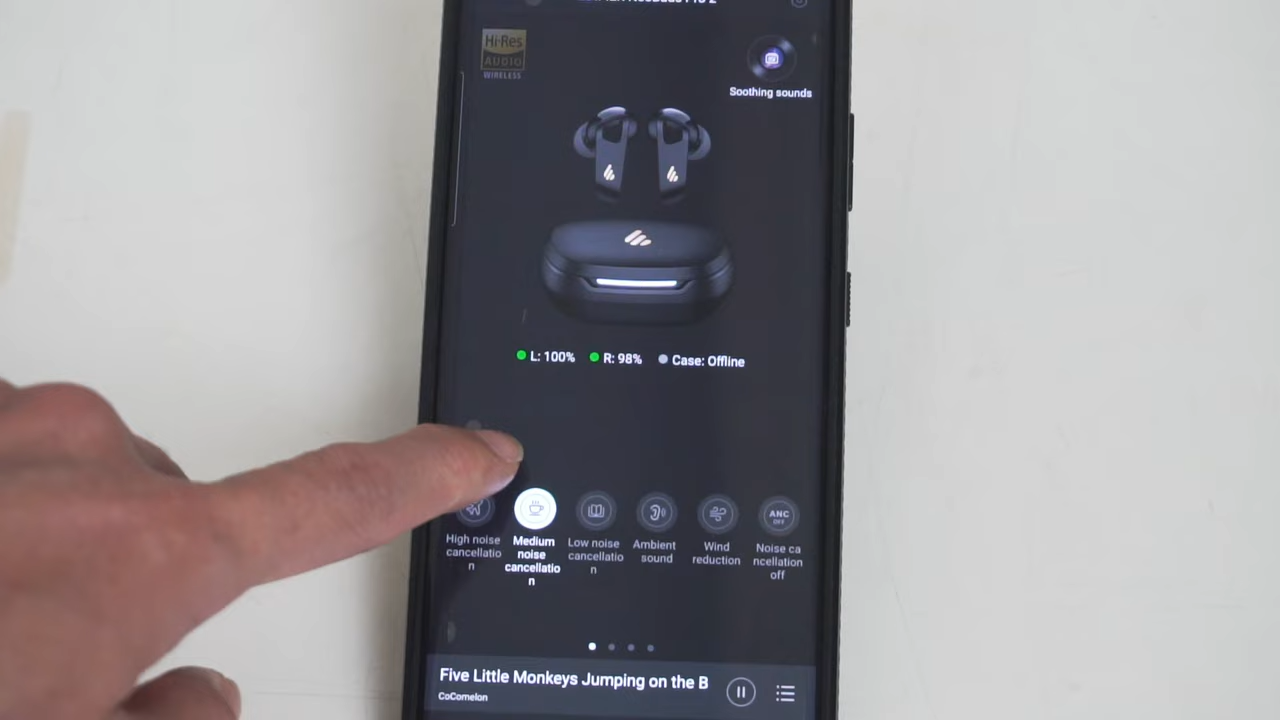 Hi-Res
AUDIO
WIRELESS
Soothing sounds
L: 100% R: 98% Case: Offline
High noise
cancellatio
n
Medium
noise
cancellatio
n
Low noise
cancellatio
n
Ambient
sound
Wind
reduction
ANC
OFF
Noise ca
ncellation
off
Five Little Monkeys Jumping on the B
CoComelon